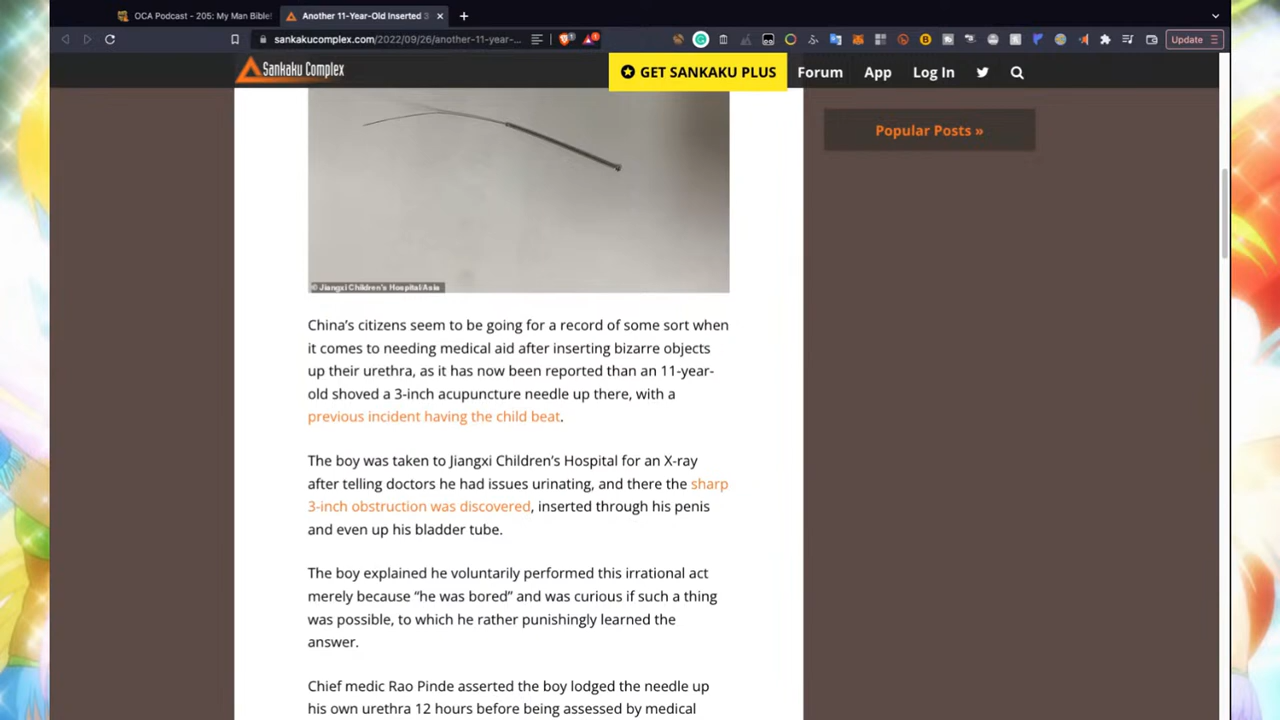 OCA Podcast - 205: My Man Bible!
Another 11-Year-Old Inserted 3
sankakucomplex.com/2022/09/26/another-11-year-...
Update
Sankaku Complex
GET SANKAKU PLUS
Forum
App
Log In
Popular Posts »
© Jiangxi Children's Hospital/Asia
China's citizens seem to be going for a record of some sort when
it comes to needing medical aid after inserting bizarre objects
up their urethra, as it has now been reported than an 11-year-
old shoved a 3-inch acupuncture needle up there, with a
previous incident having the child beat.
The boy was taken to Jiangxi Children's Hospital for an X-ray
after telling doctors he had issues urinating, and there the sharp
3-inch obstruction was discovered, inserted through his penis
and even up his bladder tube.
The boy explained he voluntarily performed this irrational act
merely because “he was bored” and was curious if such a thing
was possible, to which he rather punishingly learned the
answer.
Chief medic Rao Pinde asserted the boy lodged the needle up
his own urethra 12 hours before being assessed by medical